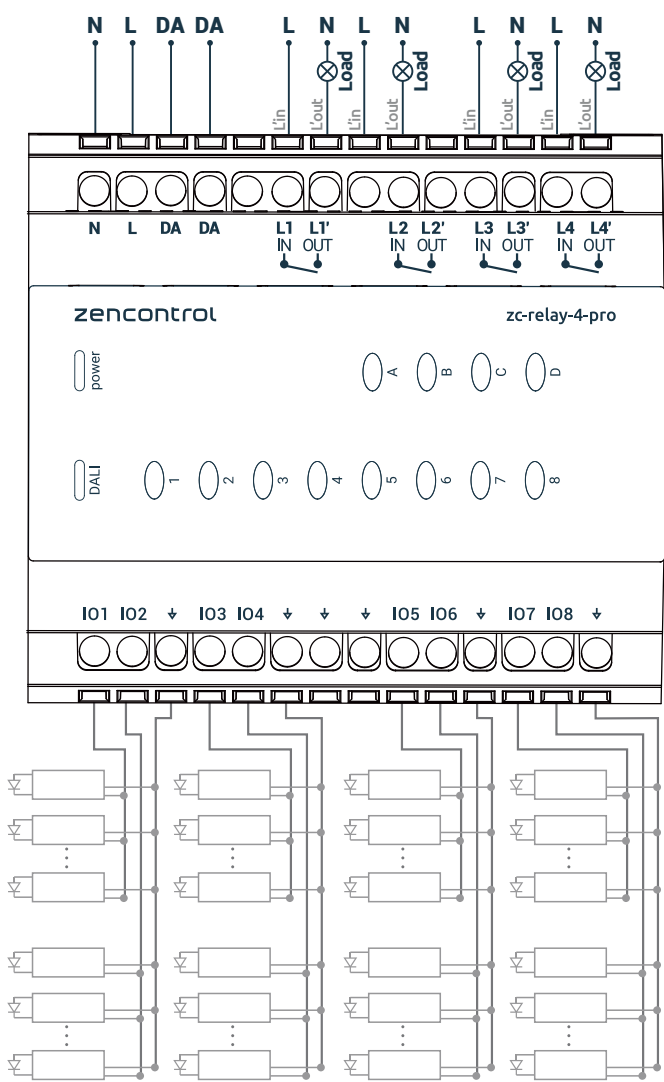 N L DA DA L N L N L N L N
Load Load Load Load
L'in L'out L'in L'out L'in L'out L'in L'out
N L DA DA L1 L1' L2 L2' L3 L3' L4 L4'
IN OUT IN OUT IN OUT IN OUT
zencontrol zc-relay-4-pro
power A B C D
DALI 1 2 3 4 5 6 7 8
IO1 IO2 IO3 IO4 IO5 IO6 IO7 IO8